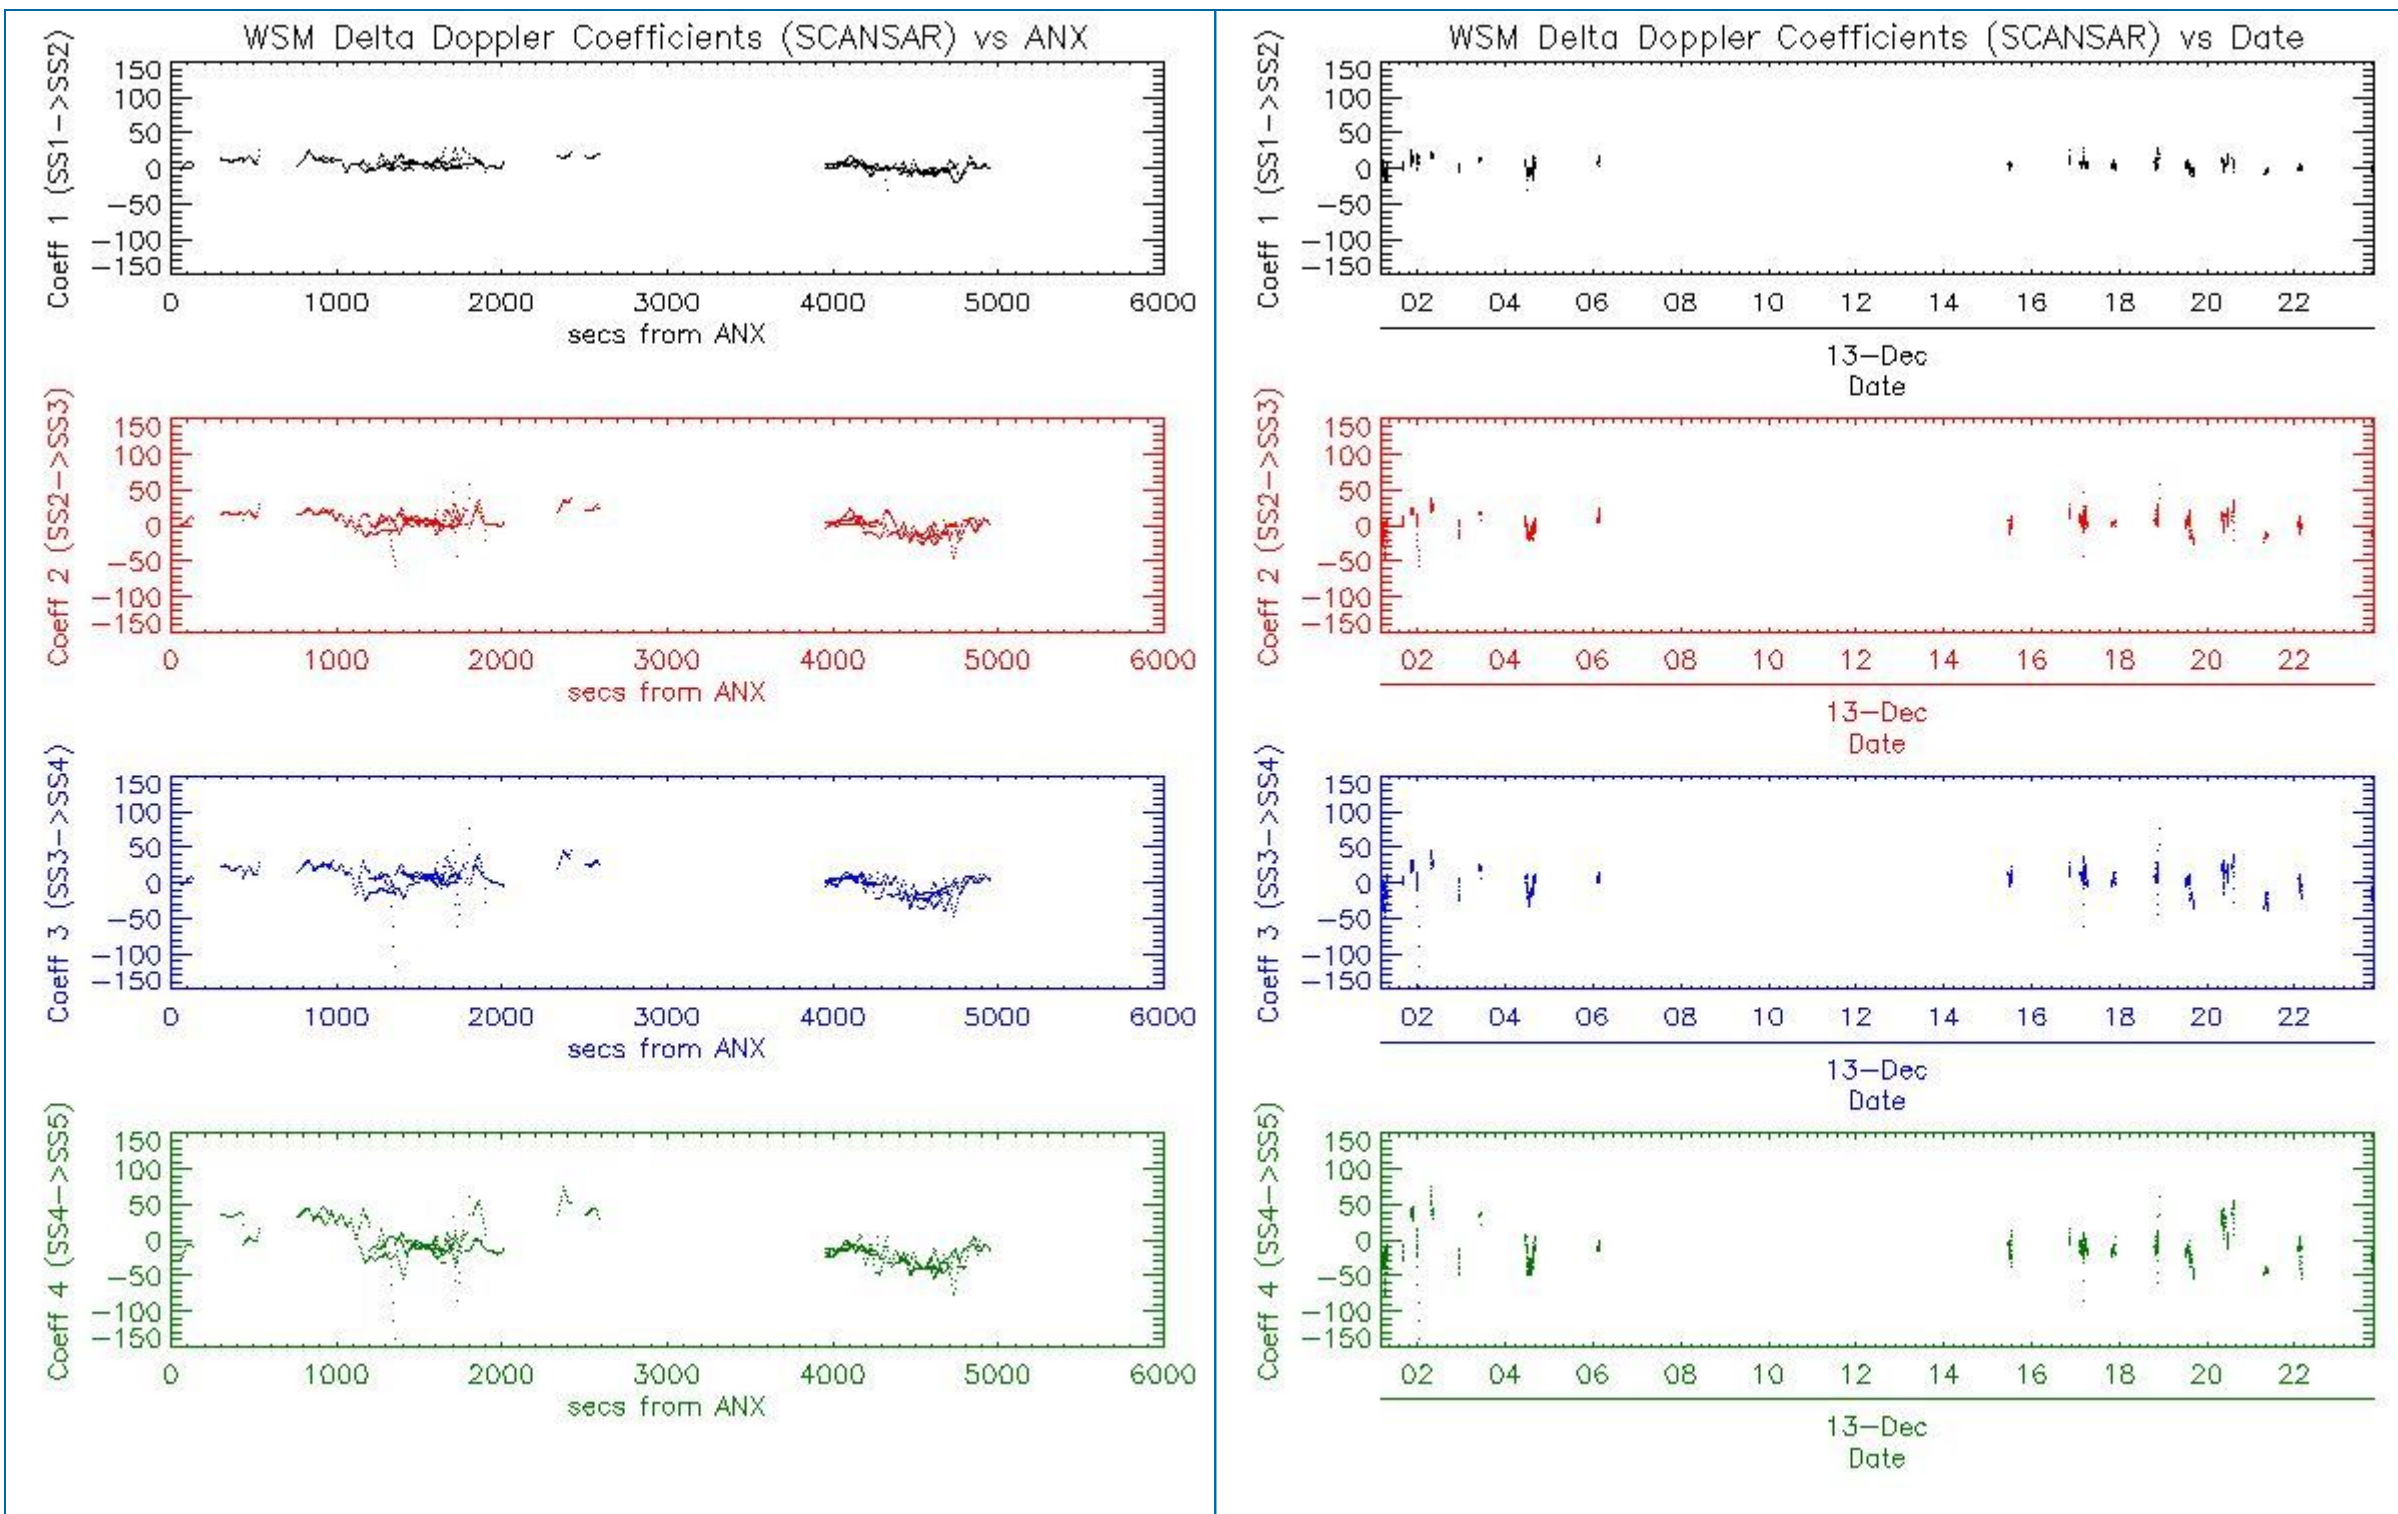 WSM Delta Doppler Coefficients (SCANSAR) vs ANX
Coeff 1 (SS1->SS2)
150
100
50
0
-50
-100
-150
0 1000 2000 3000 4000 5000 6000
secs from ANX
Coeff 2 (SS2->SS3)
150
100
50
0
-50
-100
-150
0 1000 2000 3000 4000 5000 6000
secs from ANX
Coeff 3 (SS3->SS4)
150
100
50
0
-50
-100
-150
0 1000 2000 3000 4000 5000 6000
secs from ANX
Coeff 4 (SS4->SS5)
150
100
50
0
-50
-100
-150
0 1000 2000 3000 4000 5000 6000
secs from ANX
WSM Delta Doppler Coefficients (SCANSAR) vs Date
Coeff 1 (SS1->SS2)
150
100
50
0
-50
-100
-150
02 04 06 08 10 12 14 16 18 20 22
13-Dec
Date
Coeff 2 (SS2->SS3)
150
100
50
0
-50
-100
-150
02 04 06 08 10 12 14 16 18 20 22
13-Dec
Date
Coeff 3 (SS3->SS4)
150
100
50
0
-50
-100
-150
02 04 06 08 10 12 14 16 18 20 22
13-Dec
Date
Coeff 4 (SS4->SS5)
150
100
50
0
-50
-100
-150
02 04 06 08 10 12 14 16 18 20 22
13-Dec
Date